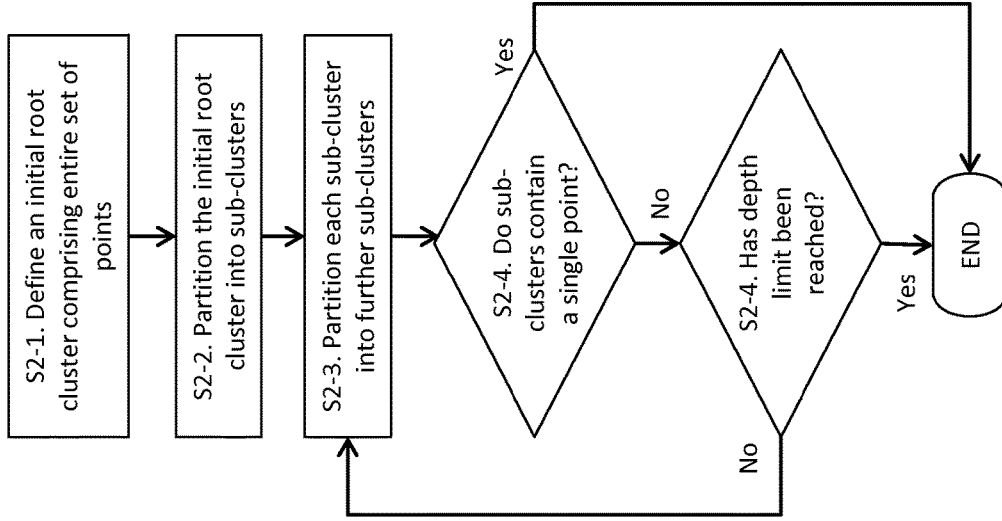 S2-1. Define an initial root
cluster comprising entire set of
points
S2-2. Partition the initial root
cluster into sub-clusters
S2-3. Partition each sub-cluster
into further sub-clusters
S2-4. Do sub-
clusters contain
a single point?
Yes
No
S2-4. Has depth
limit been
reached?
No
Yes
END